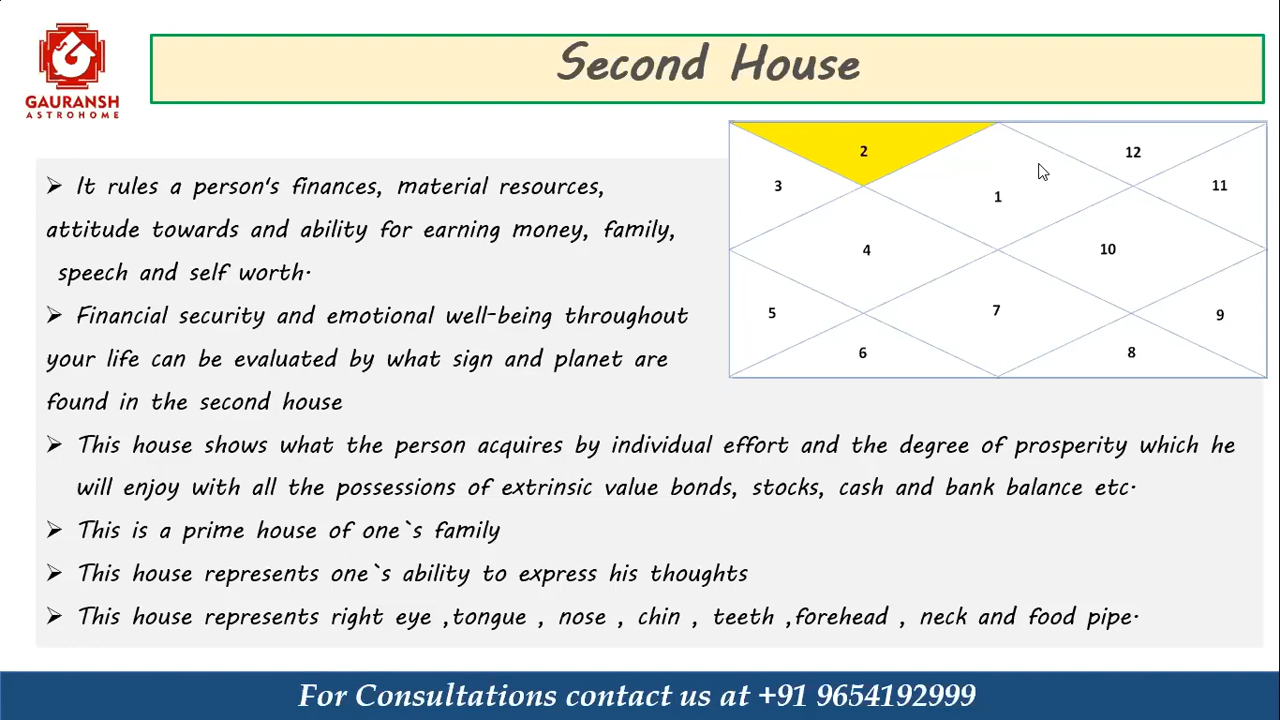 GAURANSH
ASTROHOME
Second House
➢ It rules a person's finances, material resources,
attitude towards and ability for earning money, family,
speech and self worth.
➢ Financial security and emotional well-being throughout
your life can be evaluated by what sign and planet are
found in the second house
➢ This house shows what the person acquires by individual effort and the degree of prosperity which he
will enjoy with all the possessions of extrinsic value bonds, stocks, cash and bank balance etc.
➢ This is a prime house of one`s family
➢ This house represents one`s ability to express his thoughts
➢ This house represents right eye ,tongue , nose , chin , teeth ,forehead , neck and food pipe.
2
12
3
11
1
4
10
5
7
9
6
8
For Consultations contact us at +91 9654192999